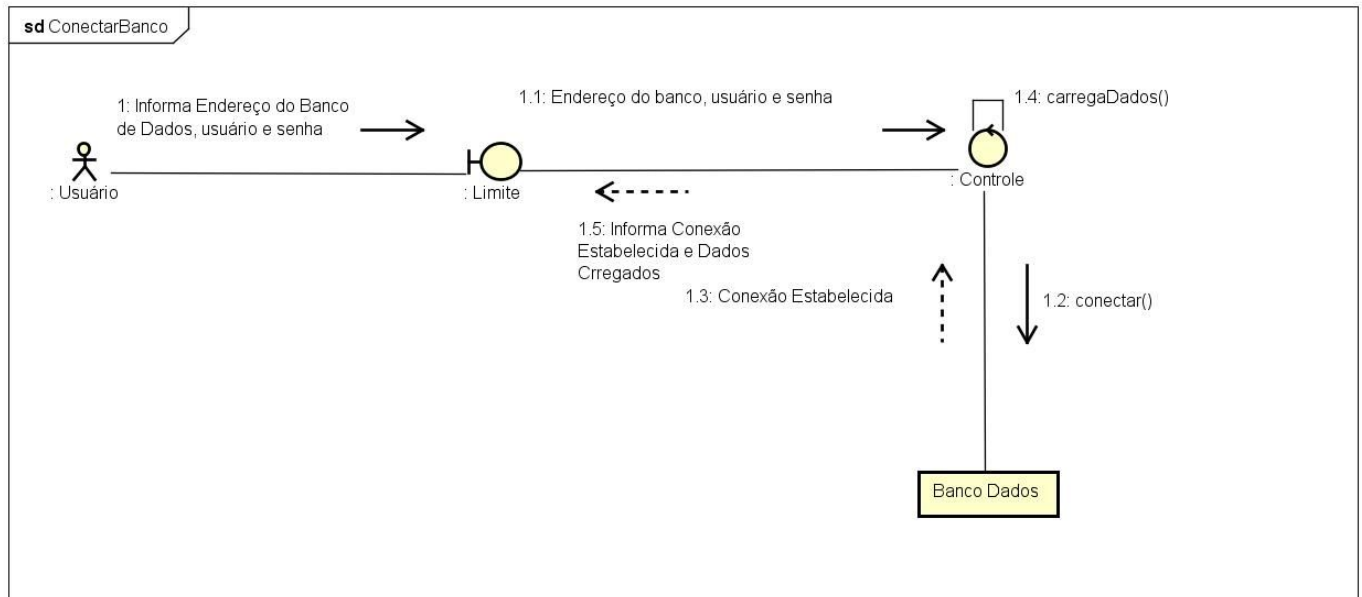 sd ConectarBanco
1: Informa Endereço do Banco
de Dados, usuário e senha
1.1: Endereço do banco, usuário e senha
1.4: carregaDados()
: Usuário
: Limite
: Controle
1.5: Informa Conexão
Estabelecida e Dados
Crregados
1.3: Conexão Estabelecida
1.2: conectar()
Banco Dados